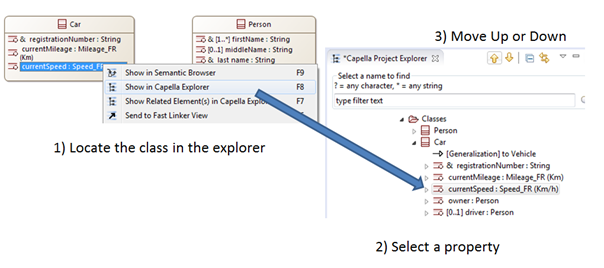 3) Move Up or Down
Car
& registrationNumber : String
currentMileage : Mileage_FR
(Km)
currentSpeed : Speed_FR
Person
& [1..*] firstName : String
[0..1] middleName : String
& last name : String
Show in Semantic Browser F9
Show in Capella Explorer F8
Show Related Element(s) in Capella Explo F7
Send to Fast Linker View F6
1) Locate the class in the explorer
*Capella Project Explorer
Select a name to find
? = any character, * = any string
type filter text
Classes
Person
Car
[Generalization] to Vehicle
& registrationNumber : String
currentMileage : Mileage_FR (Km)
currentSpeed : Speed_FR (Km/h)
owner : Person
[0..1] driver : Person
2) Select a property